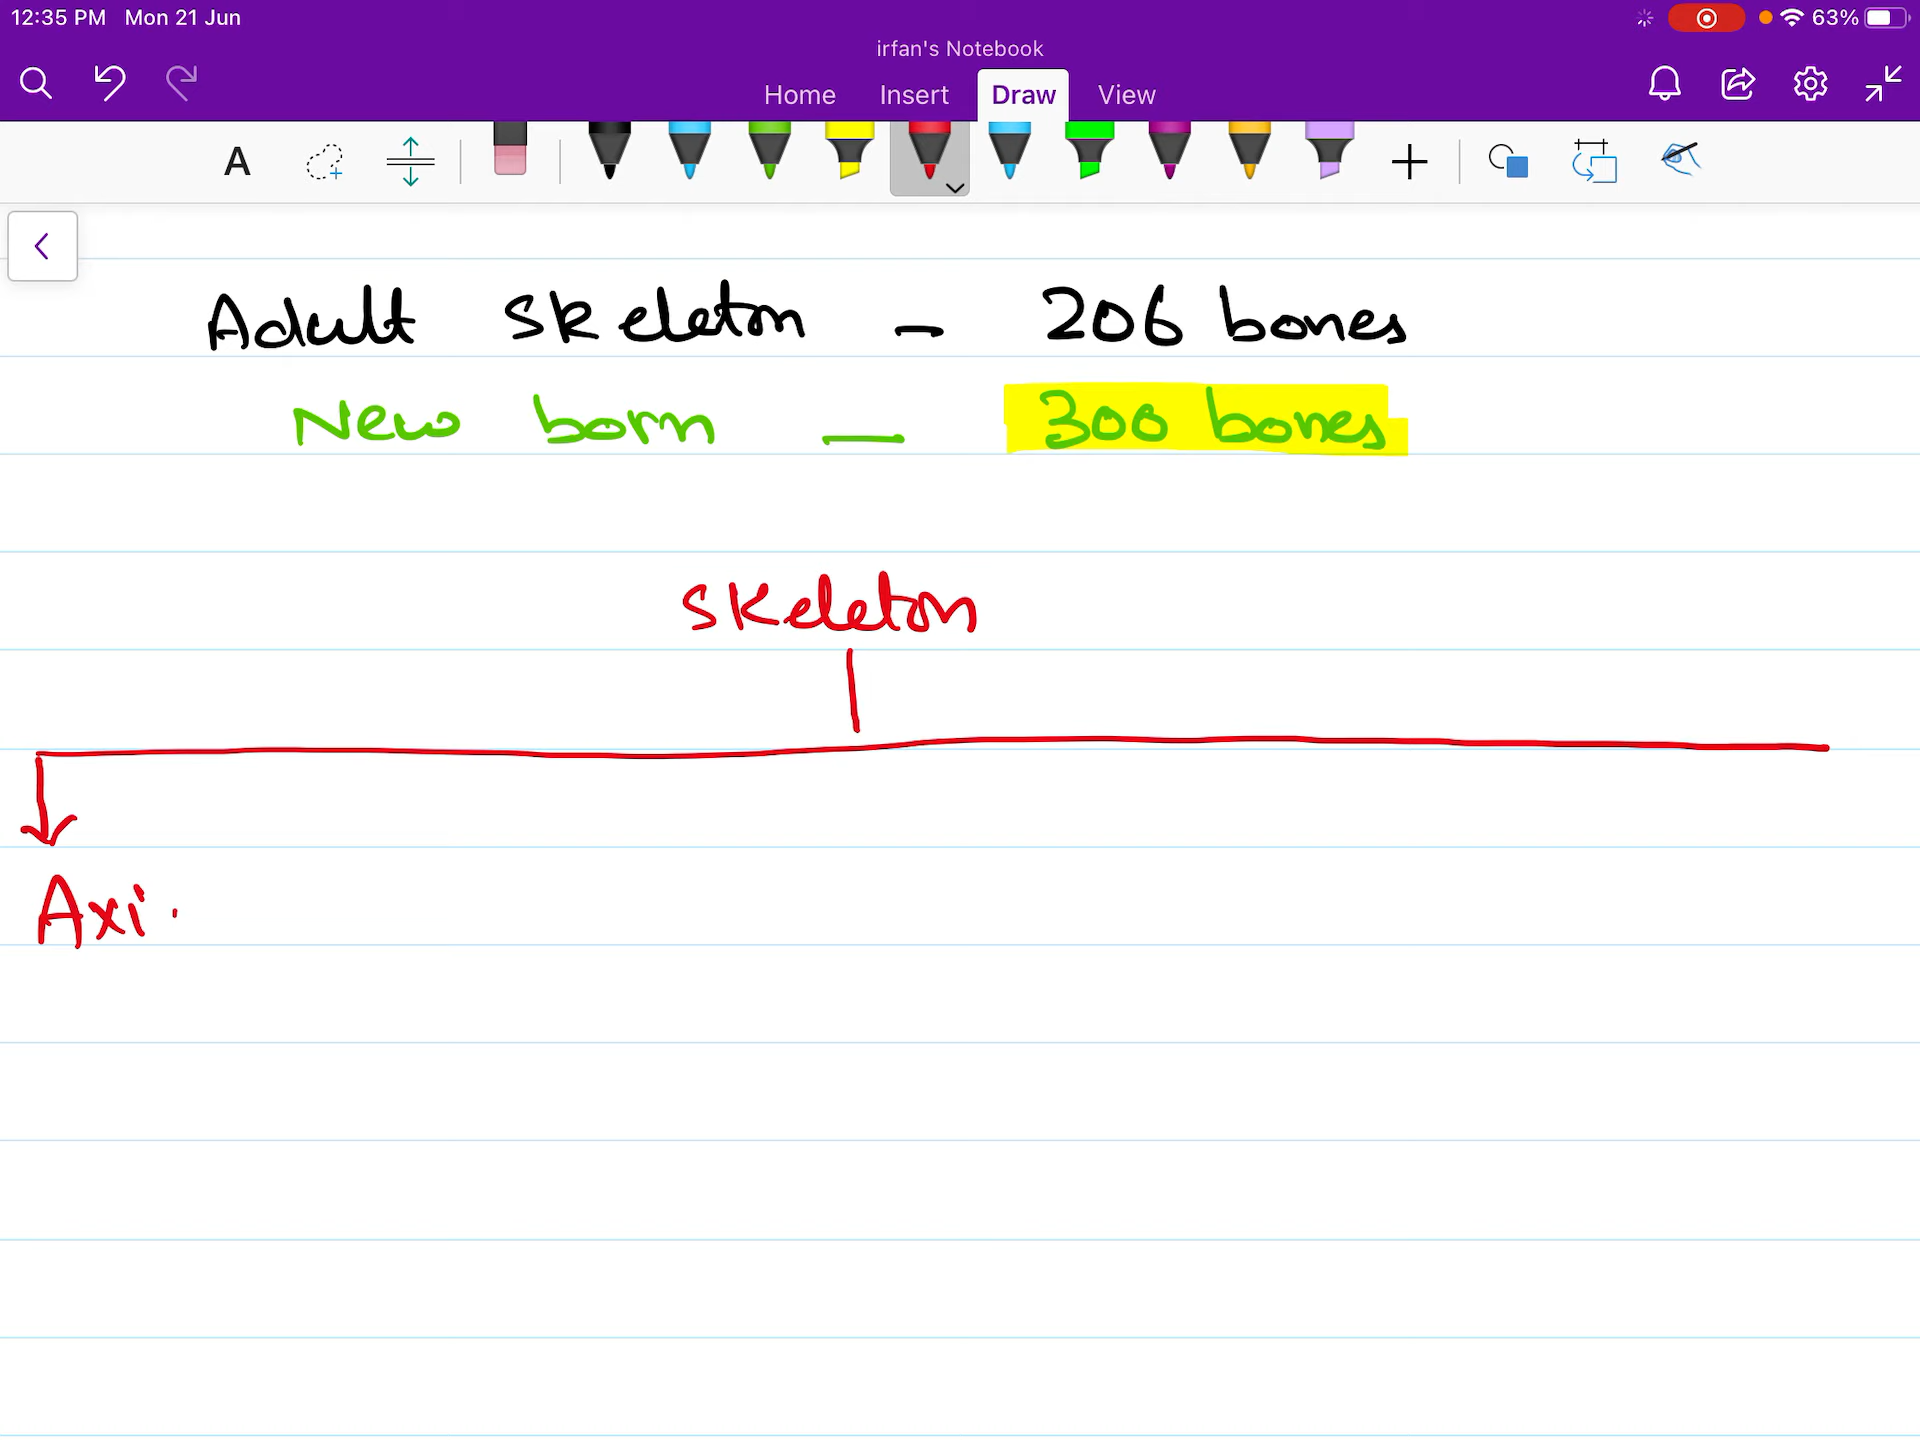 12:35 PM Mon 21 Jun 63%
irfan's Notebook
Home Insert Draw View
A
Adult Skeleton - 206 bones
New born - 300 bones
Skeleton
Axi